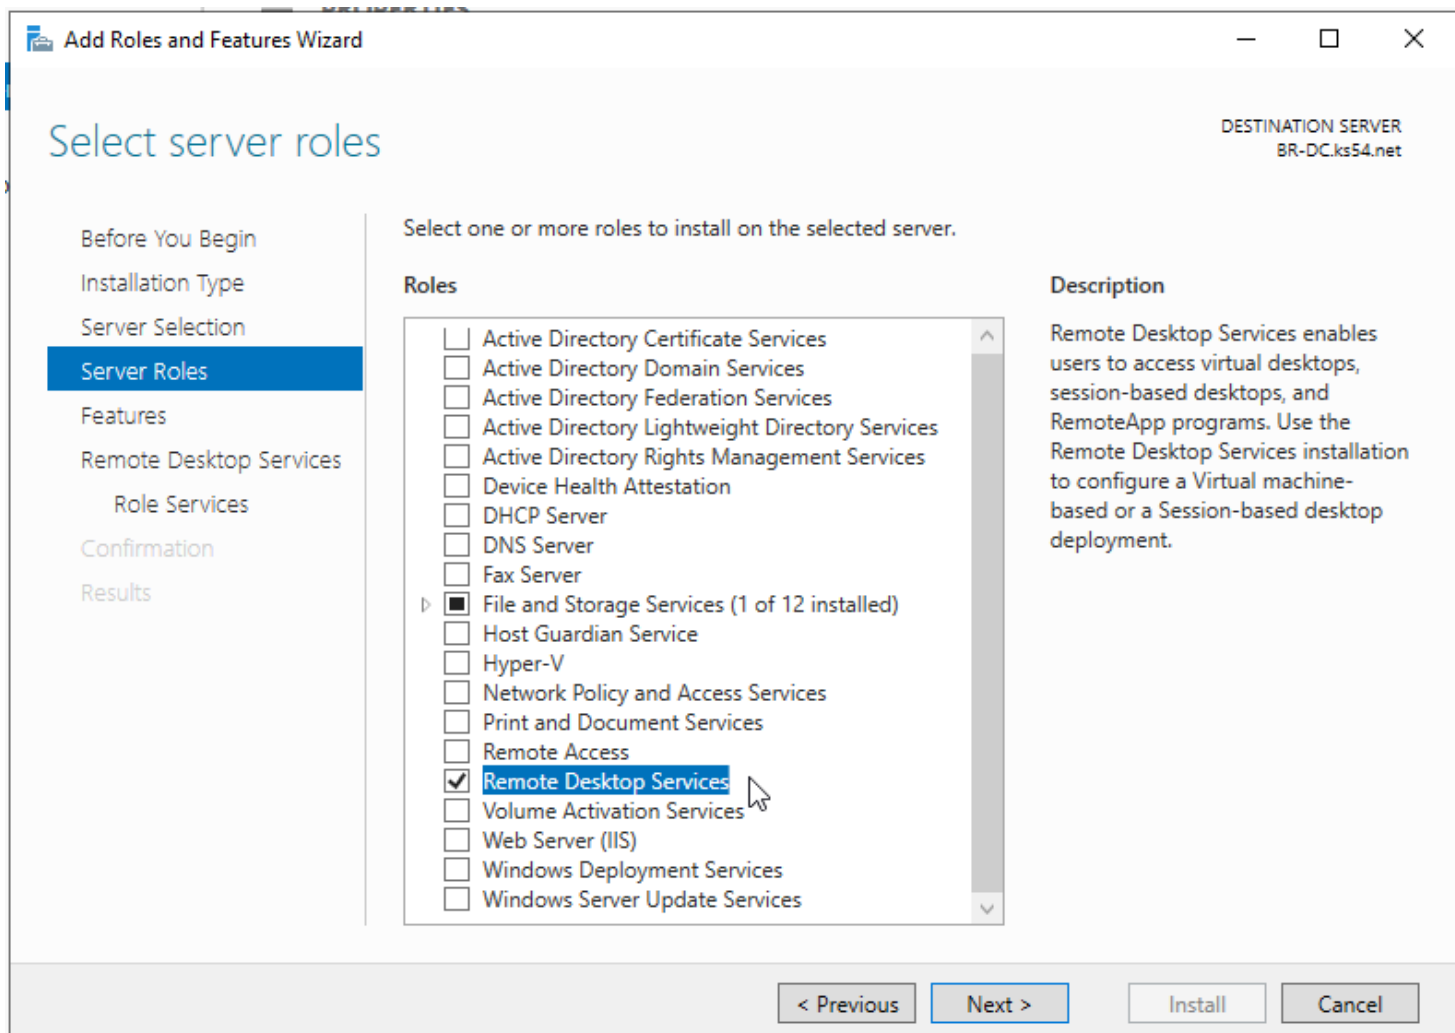 PROPERTIES
Add Roles and Features Wizard
Select server roles
DESTINATION SERVER
BR-DC.ks54.net
Before You Begin
Installation Type
Server Selection
Server Roles
Features
Remote Desktop Services
Role Services
Confirmation
Results
Select one or more roles to install on the selected server.
Roles
Active Directory Certificate Services
Active Directory Domain Services
Active Directory Federation Services
Active Directory Lightweight Directory Services
Active Directory Rights Management Services
Device Health Attestation
DHCP Server
DNS Server
Fax Server
File and Storage Services (1 of 12 installed)
Host Guardian Service
Hyper-V
Network Policy and Access Services
Print and Document Services
Remote Access
Remote Desktop Services
Volume Activation Services
Web Server (IIS)
Windows Deployment Services
Windows Server Update Services
Description
Remote Desktop Services enables
users to access virtual desktops,
session-based desktops, and
RemoteApp programs. Use the
Remote Desktop Services installation
to configure a Virtual machine-
based or a Session-based desktop
deployment.
< Previous
Next >
Install
Cancel